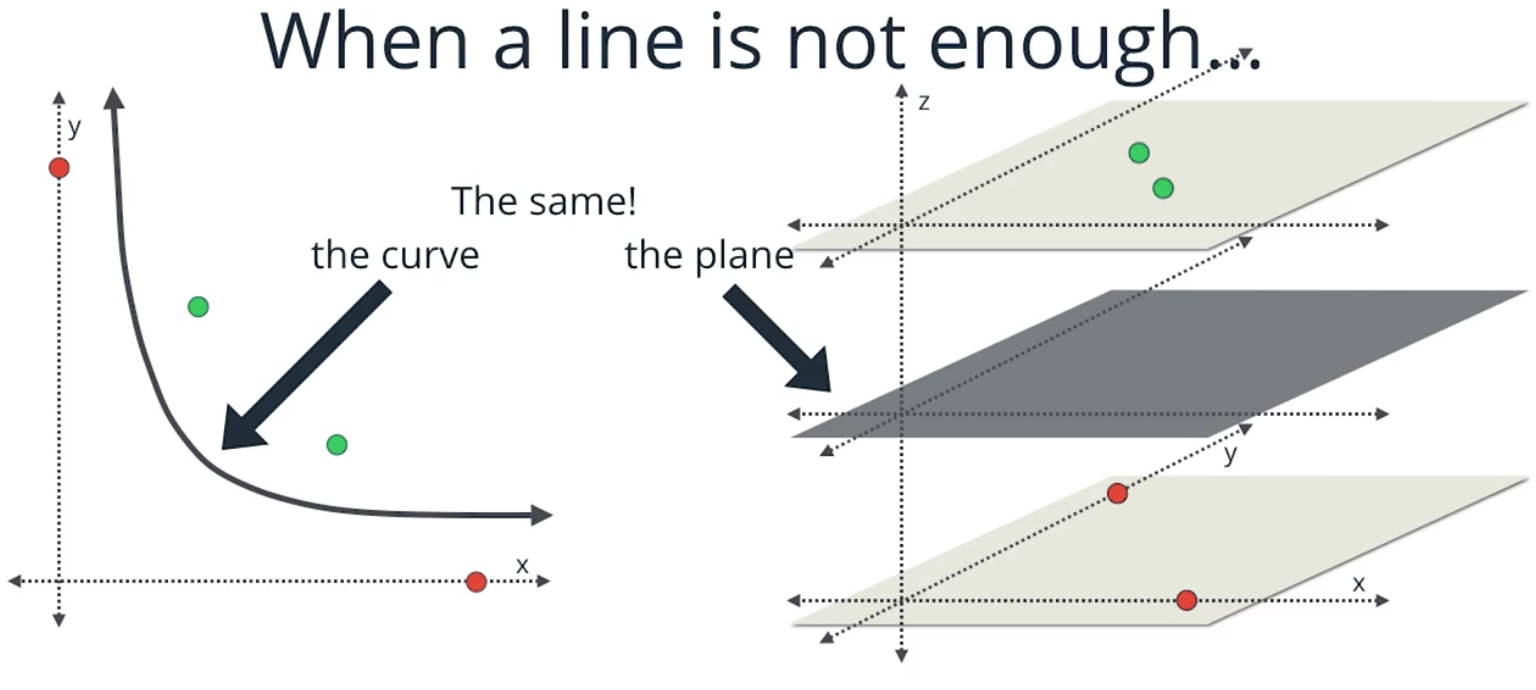 When a line is not enough...
y
The same!
the curve
the plane
x
z
y
x